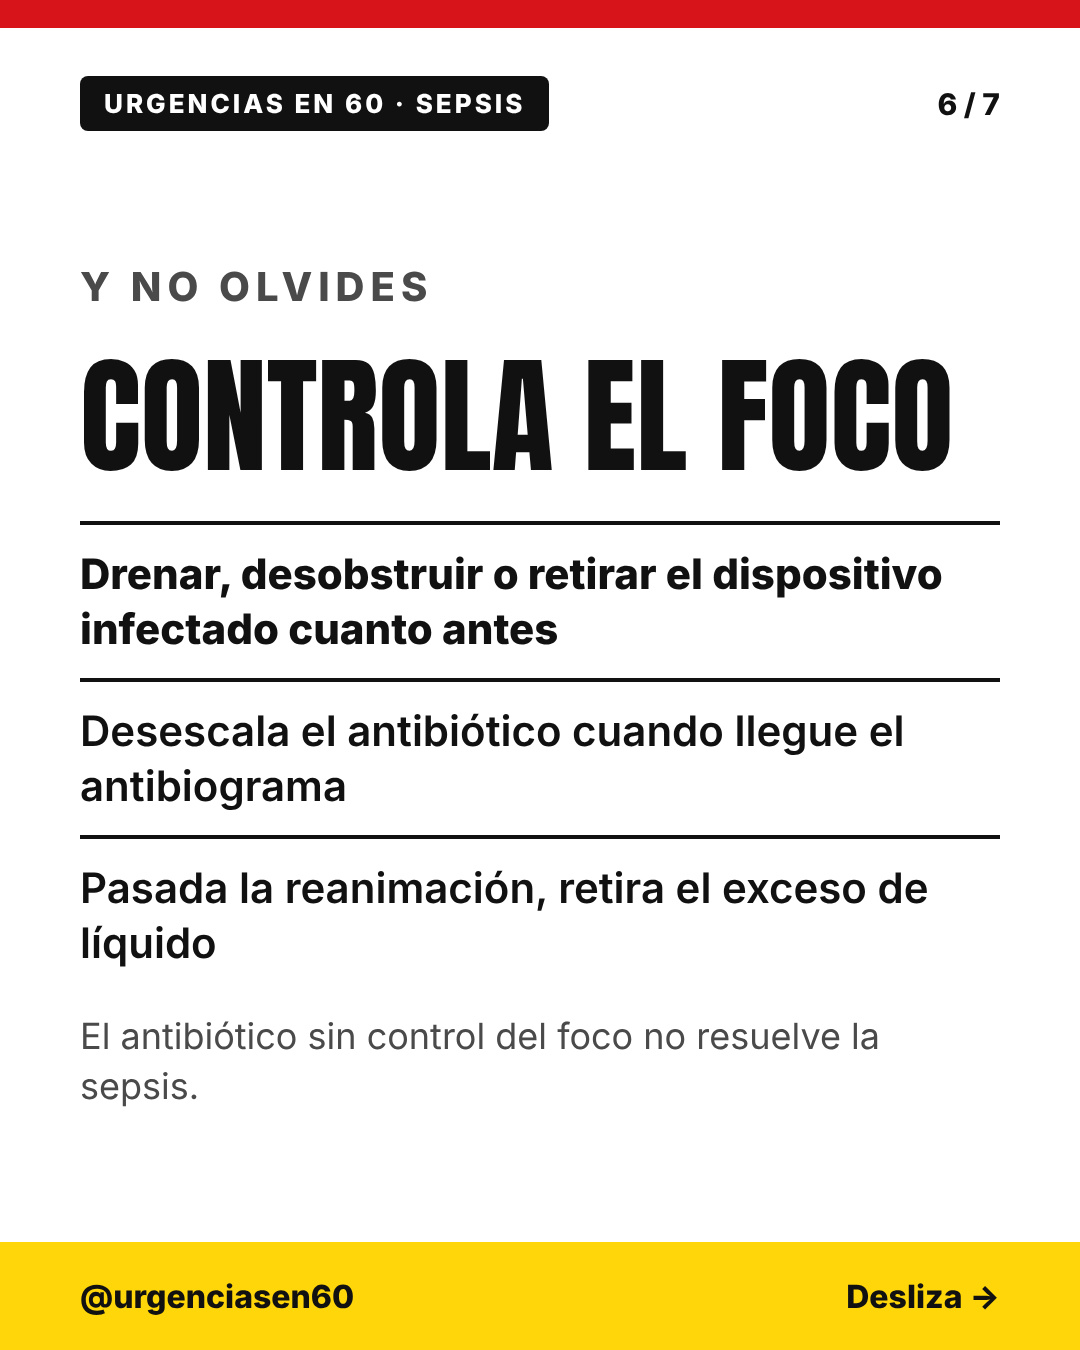 URGENCIAS EN 60 · SEPSIS
6 / 7
Y NO OLVIDES
CONTROLA EL FOCO
Drenar, desobstruir o retirar el dispositivo
infectado cuanto antes
Desescala el antibiótico cuando llegue el
antibiograma
Pasada la reanimación, retira el exceso de
líquido
El antibiótico sin control del foco no resuelve la
sepsis.
@urgenciasen60
Desliza →